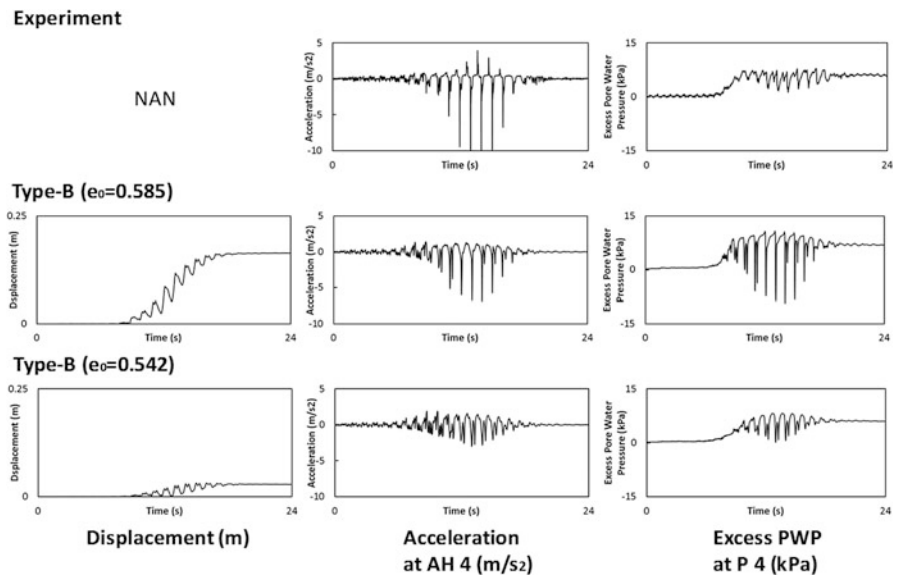 Experiment
NAN
Acceleration (m/s2)
5
0
-5
-10
0
Time (s)
24
Excess Pore Water
Pressure (kPa)
15
0
-15
0
Time (s)
24
Type-B (e0=0.585)
Dsplacement (m)
0.25
0
0
Time (s)
24
Acceleration (m/s2)
5
0
-5
-10
0
Time (s)
24
Excess Pore Water
Pressure (kPa)
15
0
-15
0
Time (s)
24
Type-B (e0=0.542)
Dsplacement (m)
0.25
0
0
Time (s)
24
Acceleration (m/s2)
5
0
-5
-10
0
Time (s)
24
Excess Pore Water
Pressure (kPa)
15
0
-15
0
Time (s)
24
Displacement (m)
Acceleration
at AH 4 (m/s2)
Excess PWP
at P 4 (kPa)